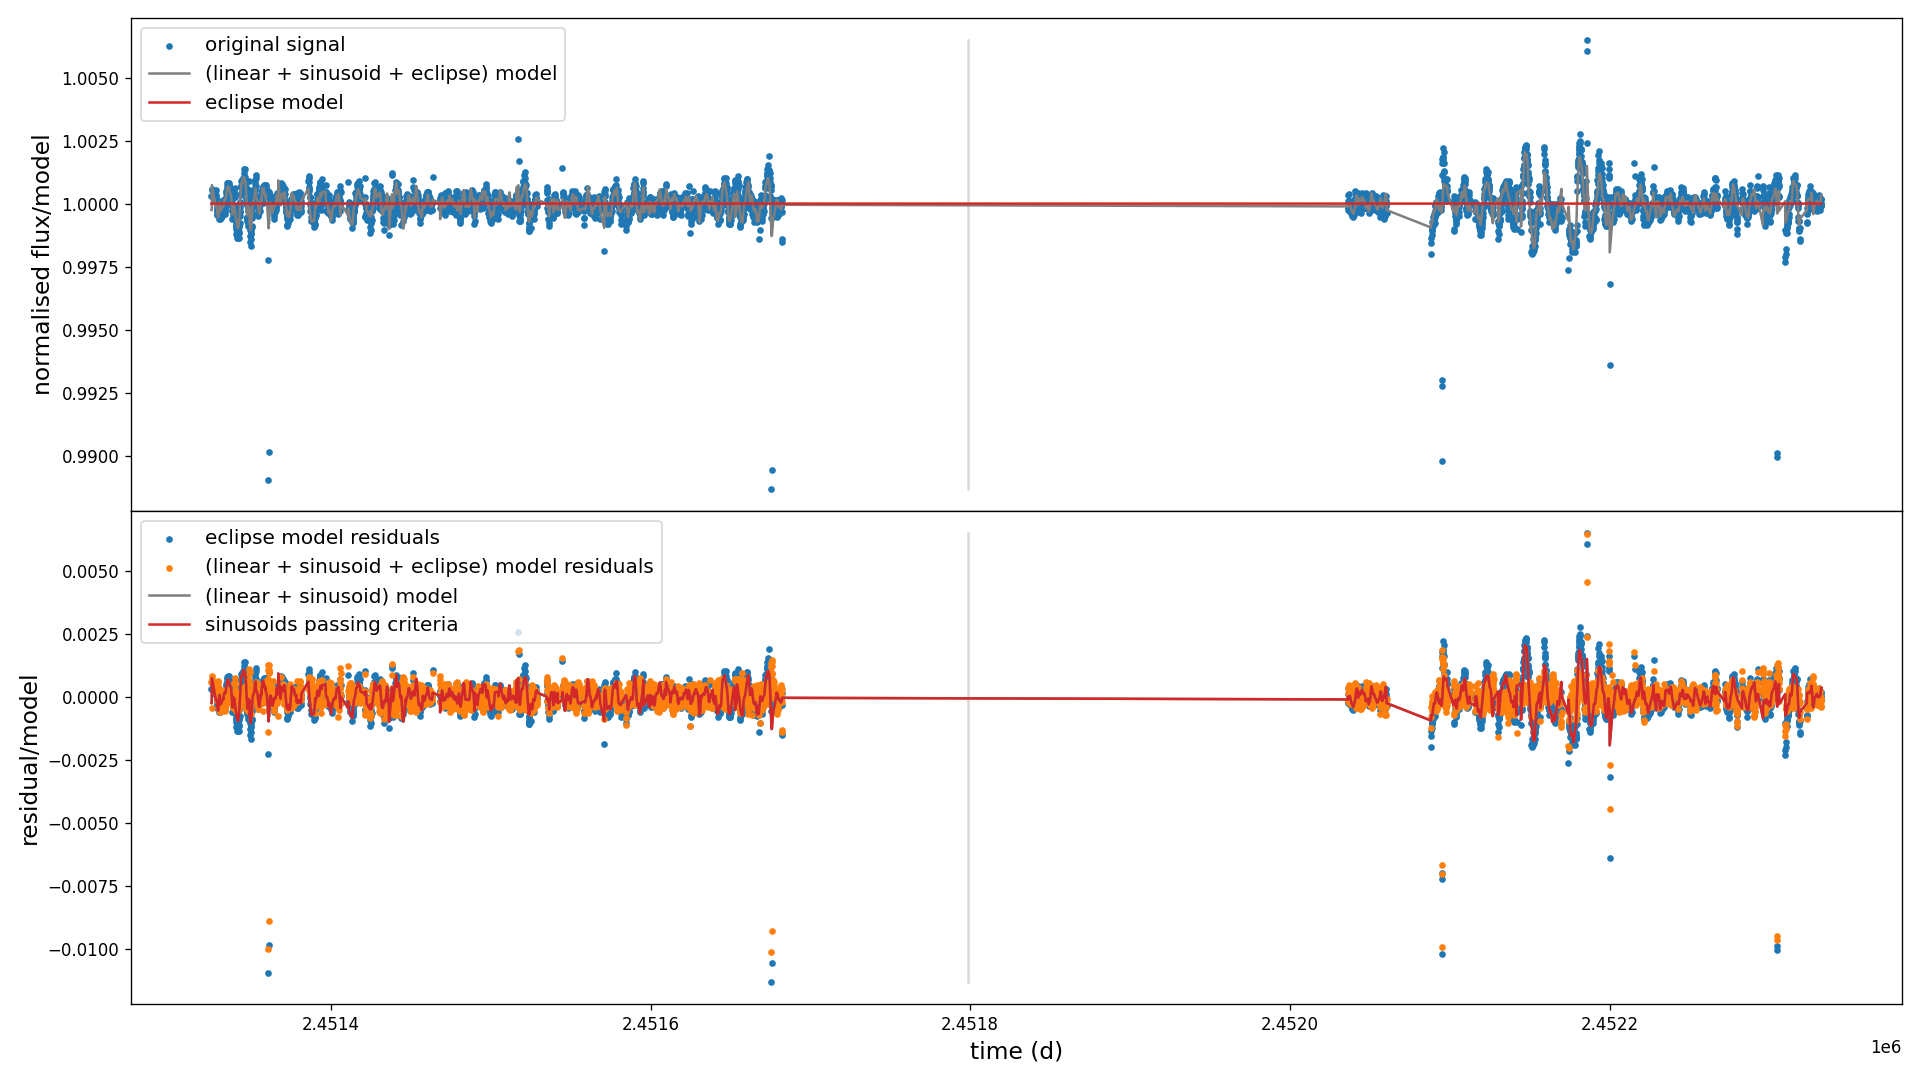 original signal
(linear + sinusoid + eclipse) model
eclipse model
1.0050
1.0025
1.0000
0.9975
0.9950
0.9925
0.9900
normalised flux/model
eclipse model residuals
(linear + sinusoid + eclipse) model residuals
(linear + sinusoid) model
sinusoids passing criteria
0.0050
0.0025
0.0000
−0.0025
−0.0050
−0.0075
−0.0100
residual/model
2.4514
2.4516
2.4518
2.4520
2.4522
1e6
time (d)